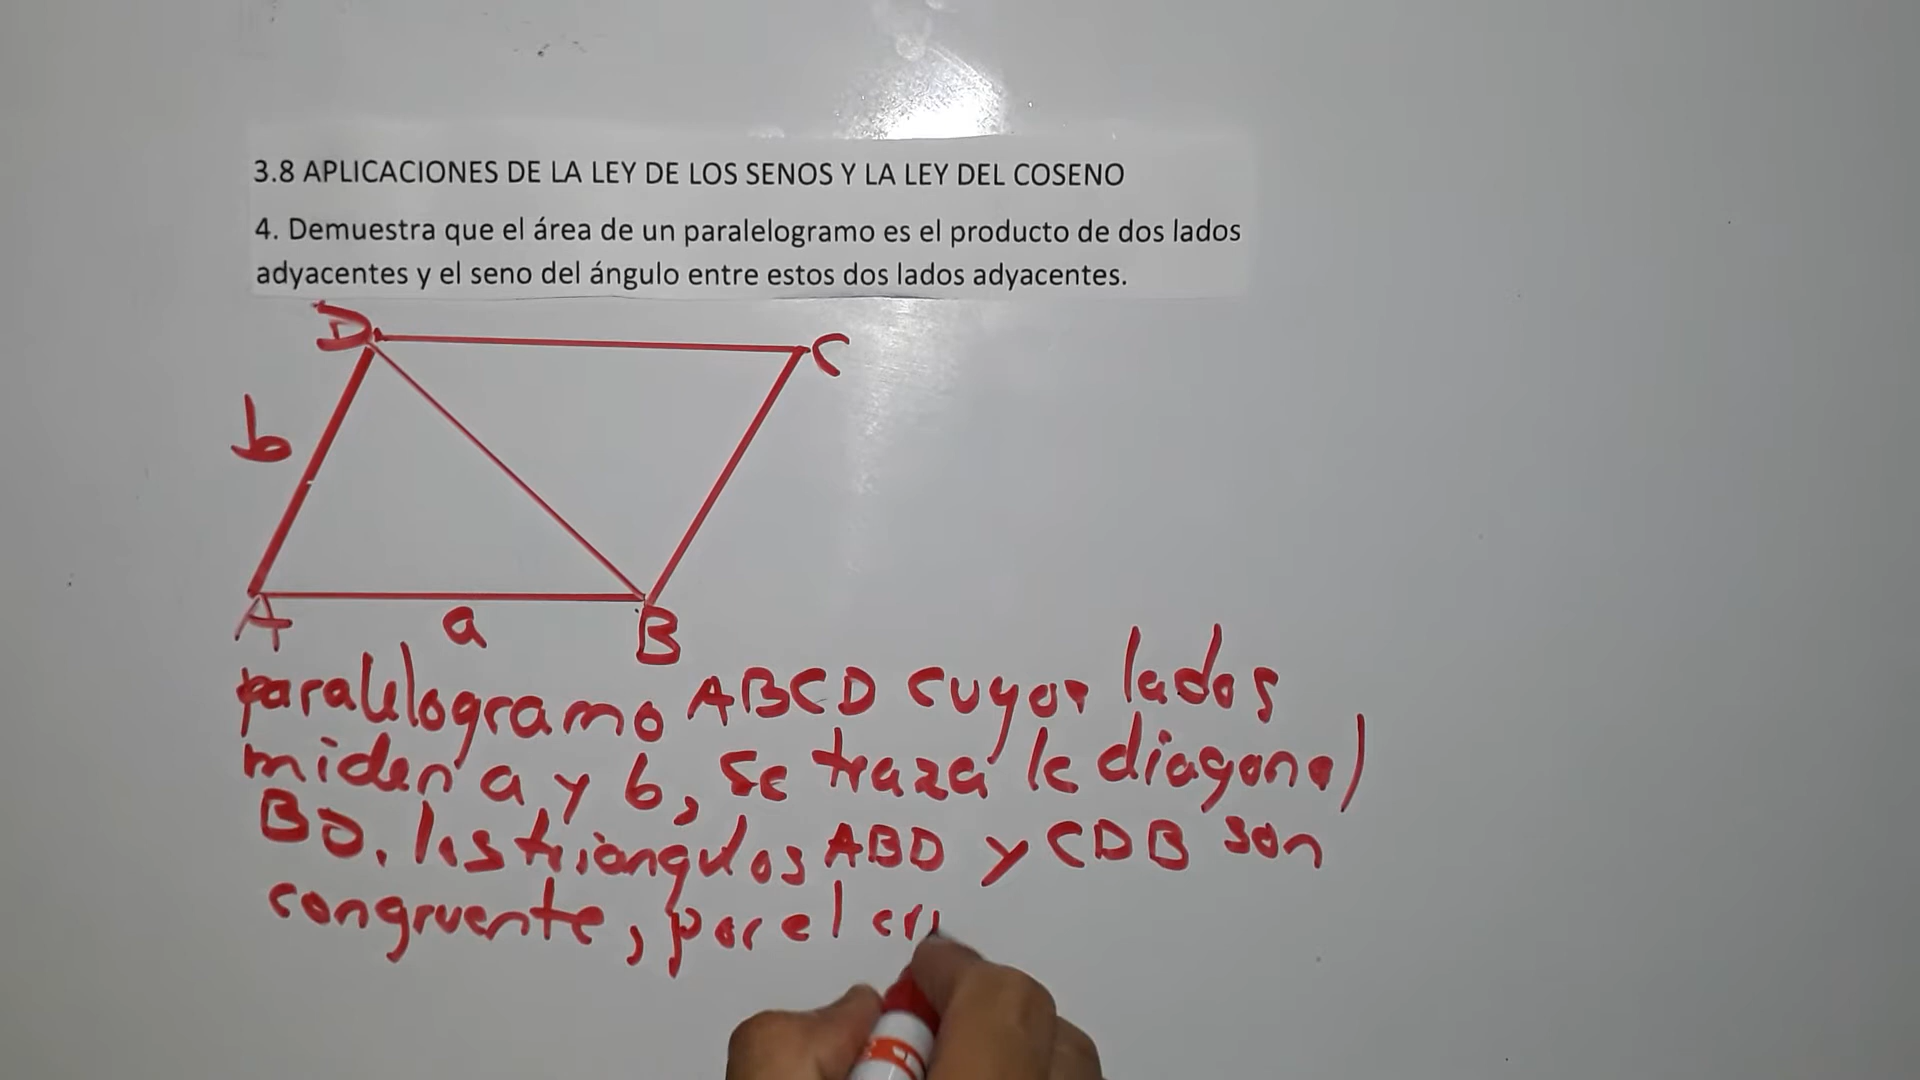 3.8 APLICACIONES DE LA LEY DE LOS SENOS Y LA LEY DEL COSENO
4. Demuestra que el área de un paralelogramo es el producto de dos lados
adyacentes y el seno del ángulo entre estos dos lados adyacentes.
D
C
b
A
a
B
paralelogramo ABCD cuyos lados
miden a y b, se traza la diagonal
BD. los triangulos ABD y CDB son
congruente, por el cri